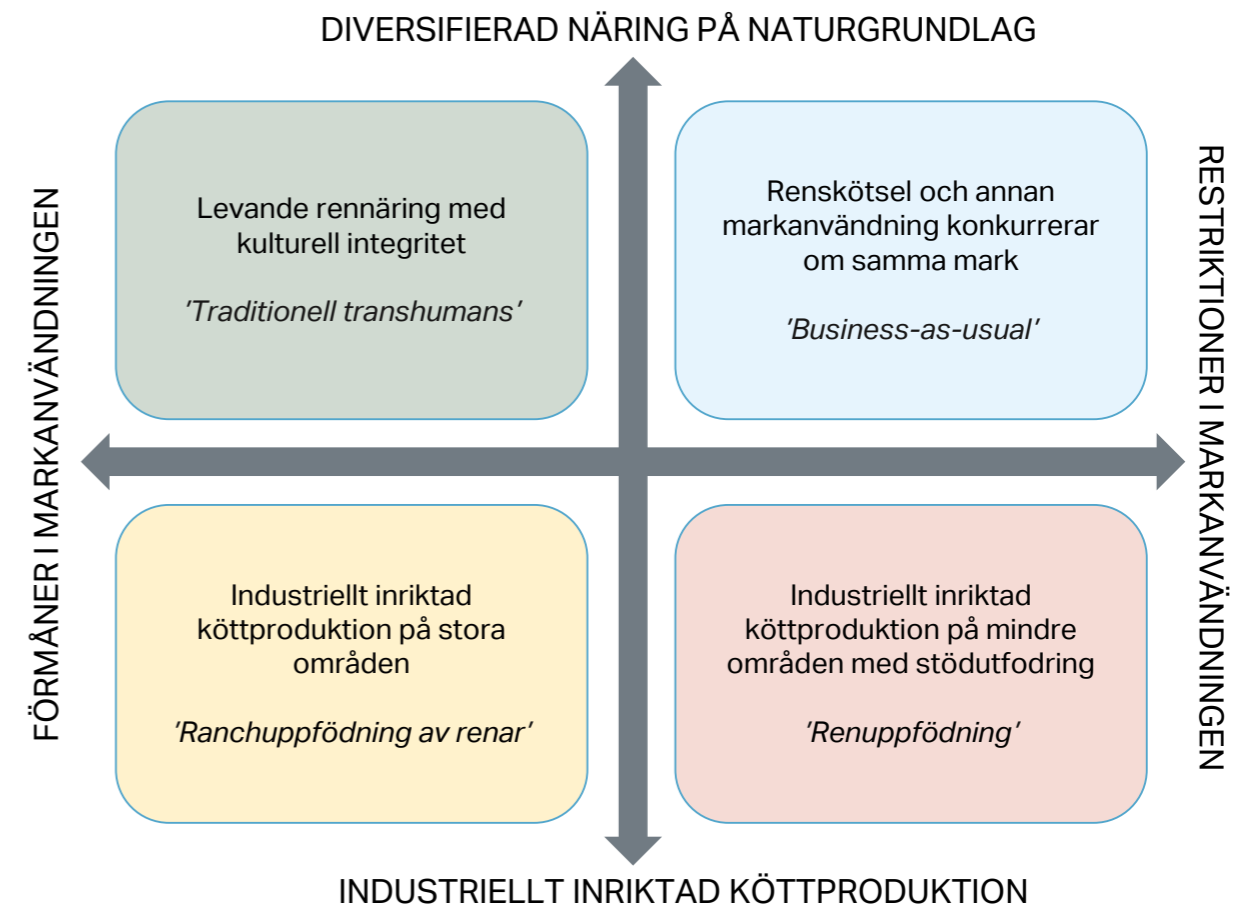 DIVERSIFIERAD NÄRING PÅ NATURGRUNDLAG
FÖRMÅNER I MARKANVÄNDNINGEN
Levande rennäring med
kulturell integritet
'Traditionell transhumans'
Renskötsel och annan
markanvändning konkurrerar
om samma mark
'Business-as-usual'
RESTRIKTIONER I MARKANVÄNDNINGEN
Industriellt inriktad
köttproduktion på stora
områden
'Ranchuppfödning av renar'
Industriellt inriktad
köttproduktion på mindre
områden med stödutfodring
'Renuppfödning'
INDUSTRIELLT INRIKTAD KÖTTPRODUKTION